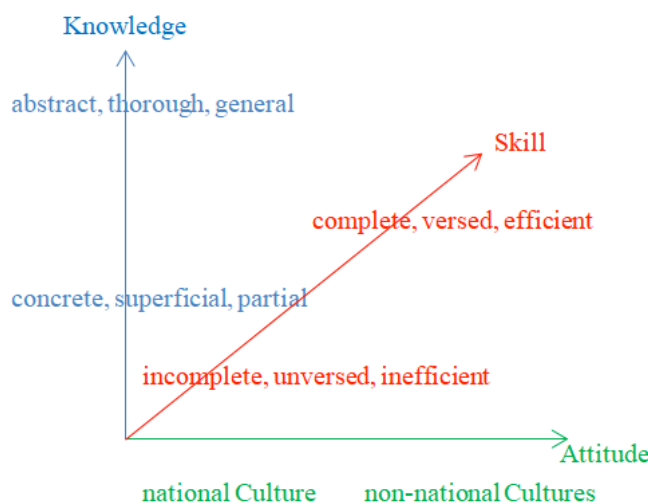 Knowledge
abstract, thorough, general
Skill
complete, versed, efficient
concrete, superficial, partial
incomplete, unversed, inefficient
Attitude
national Culture non-national Cultures